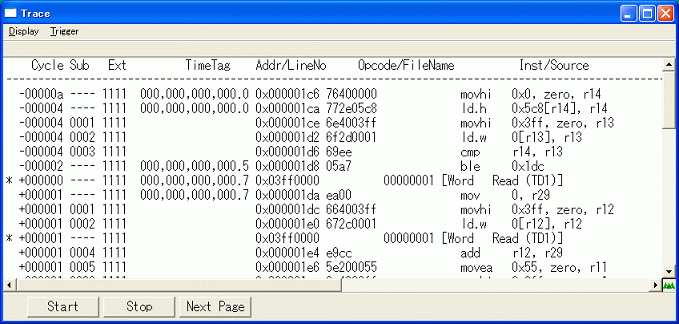 Trace
Display Trigger
Cycle Sub Ext TimeTag Addr/LineNo Opcode/FileName Inst/Source
-00000a ---- 1111 000,000,000,000.0 0x000001c6 76400000 movhi 0x0, zero, r14
-000004 ---- 1111 000,000,000,000.0 0x000001ca 772e05c8 ld.h 0x5c8[r14], r14
-000004 0001 1111 0x000001ce 6e4003ff movhi 0x3ff, zero, r13
-000004 0002 1111 0x000001d2 6f2d0001 ld.w 0[r13], r13
-000004 0003 1111 0x000001d6 69ee cmp r14, r13
-000002 ---- 1111 000,000,000,000.5 0x000001d8 05a7 ble 0x1dc
* +000000 ---- 1111 000,000,000,000.7 0x03ff0000 00000001 [Word Read (TD1)]
+000001 ---- 1111 000,000,000,000.7 0x000001da ea00 mov 0, r29
+000001 0001 1111 0x000001dc 664003ff movhi 0x3ff, zero, r12
+000001 0002 1111 0x000001e0 672c0001 ld.w 0[r12], r12
* +000001 ---- 1111 0x03ff0000 00000001 [Word Read (TD1)]
+000001 0004 1111 0x000001e4 e9cc add r12, r29
+000001 0005 1111 0x000001e6 5e200055 movea 0x55, zero, r11
Start Stop Next Page